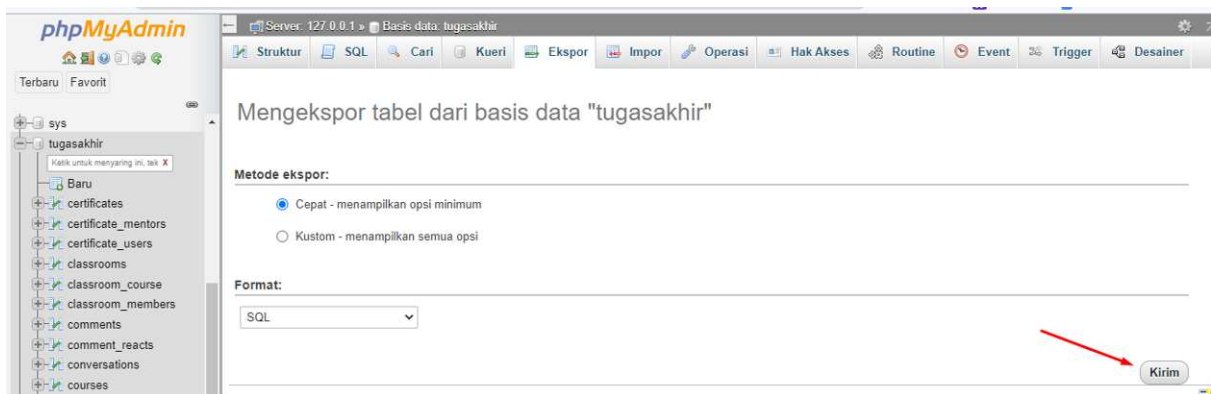 phpMyAdmin
Server: 127.0.0.1 » Basis data: tugasakhir
Struktur SQL Cari Kueri Ekspor Impor Operasi Hak Akses Routine Event Trigger Desainer
Terbaru Favorit
sys
tugasakhir
Ketik untuk menyaring ini, tek X
Baru
certificates
certificate_mentors
certificate_users
classrooms
classroom_course
classroom_members
comments
comment_reacts
conversations
courses
Mengekspor tabel dari basis data "tugasakhir"
Metode ekspor:
Cepat - menampilkan opsi minimum
Kustom - menampilkan semua opsi
Format:
SQL
Kirim